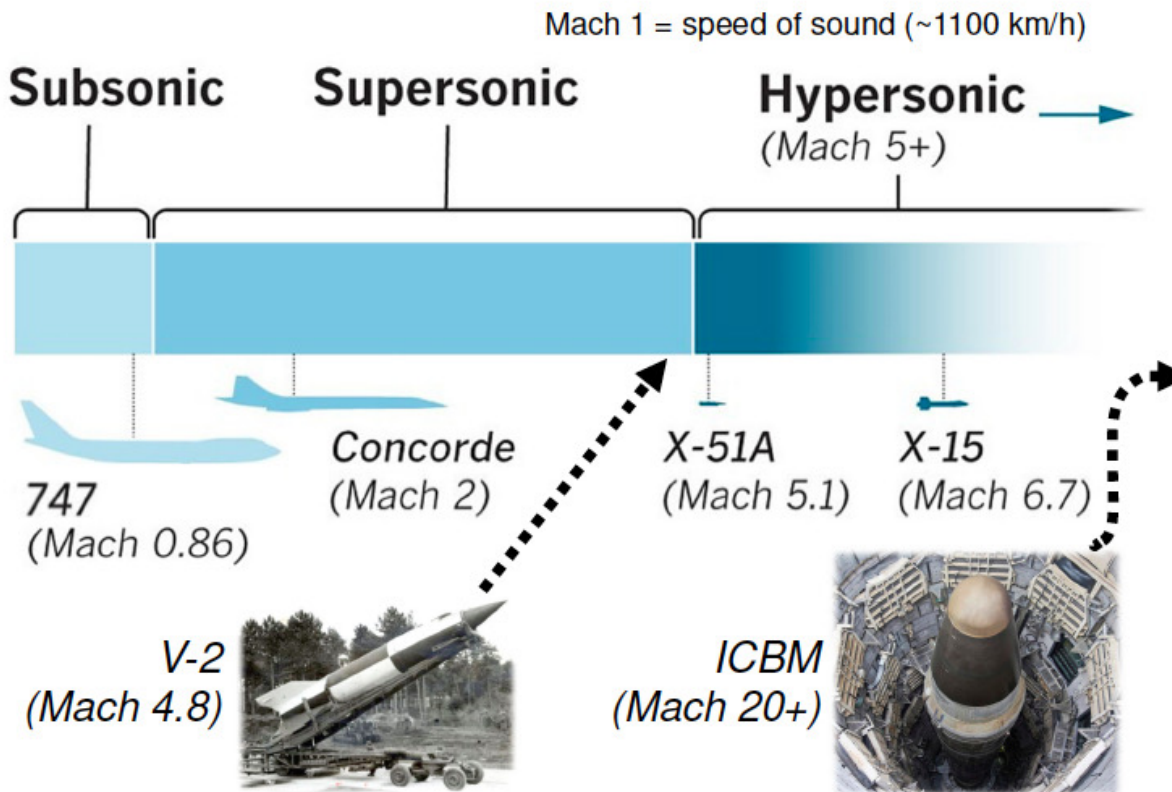 Mach 1 = speed of sound (~1100 km/h)
Subsonic
Supersonic
Hypersonic
(Mach 5+)
747
(Mach 0.86)
Concorde
(Mach 2)
X-51A
(Mach 5.1)
X-15
(Mach 6.7)
V-2
(Mach 4.8)
ICBM
(Mach 20+)